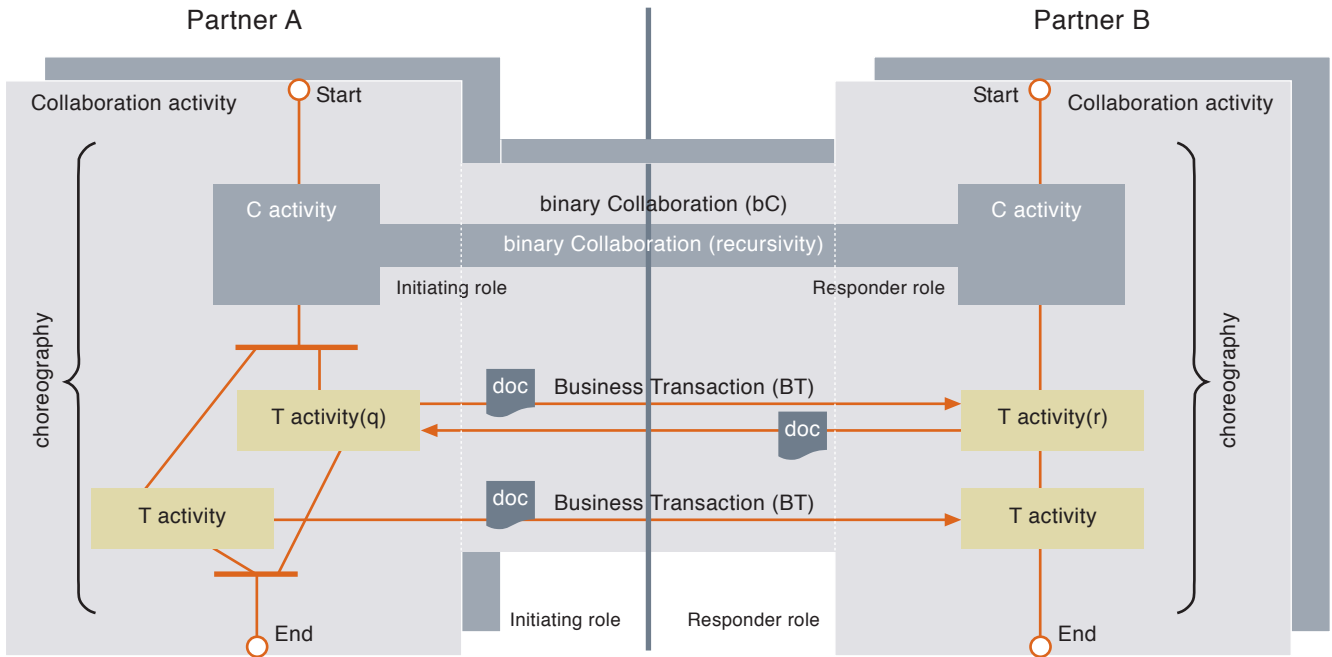 Partner A
Partner B
Start
Start
Collaboration activity
Collaboration activity
C activity
binary Collaboration (bC)
C activity
binary Collaboration (recursivity)
Initiating role
Responder role
choreography
choreography
doc
Business Transaction (BT)
T activity(q)
T activity(r)
doc
doc
Business Transaction (BT)
T activity
T activity
Initiating role
Responder role
End
End